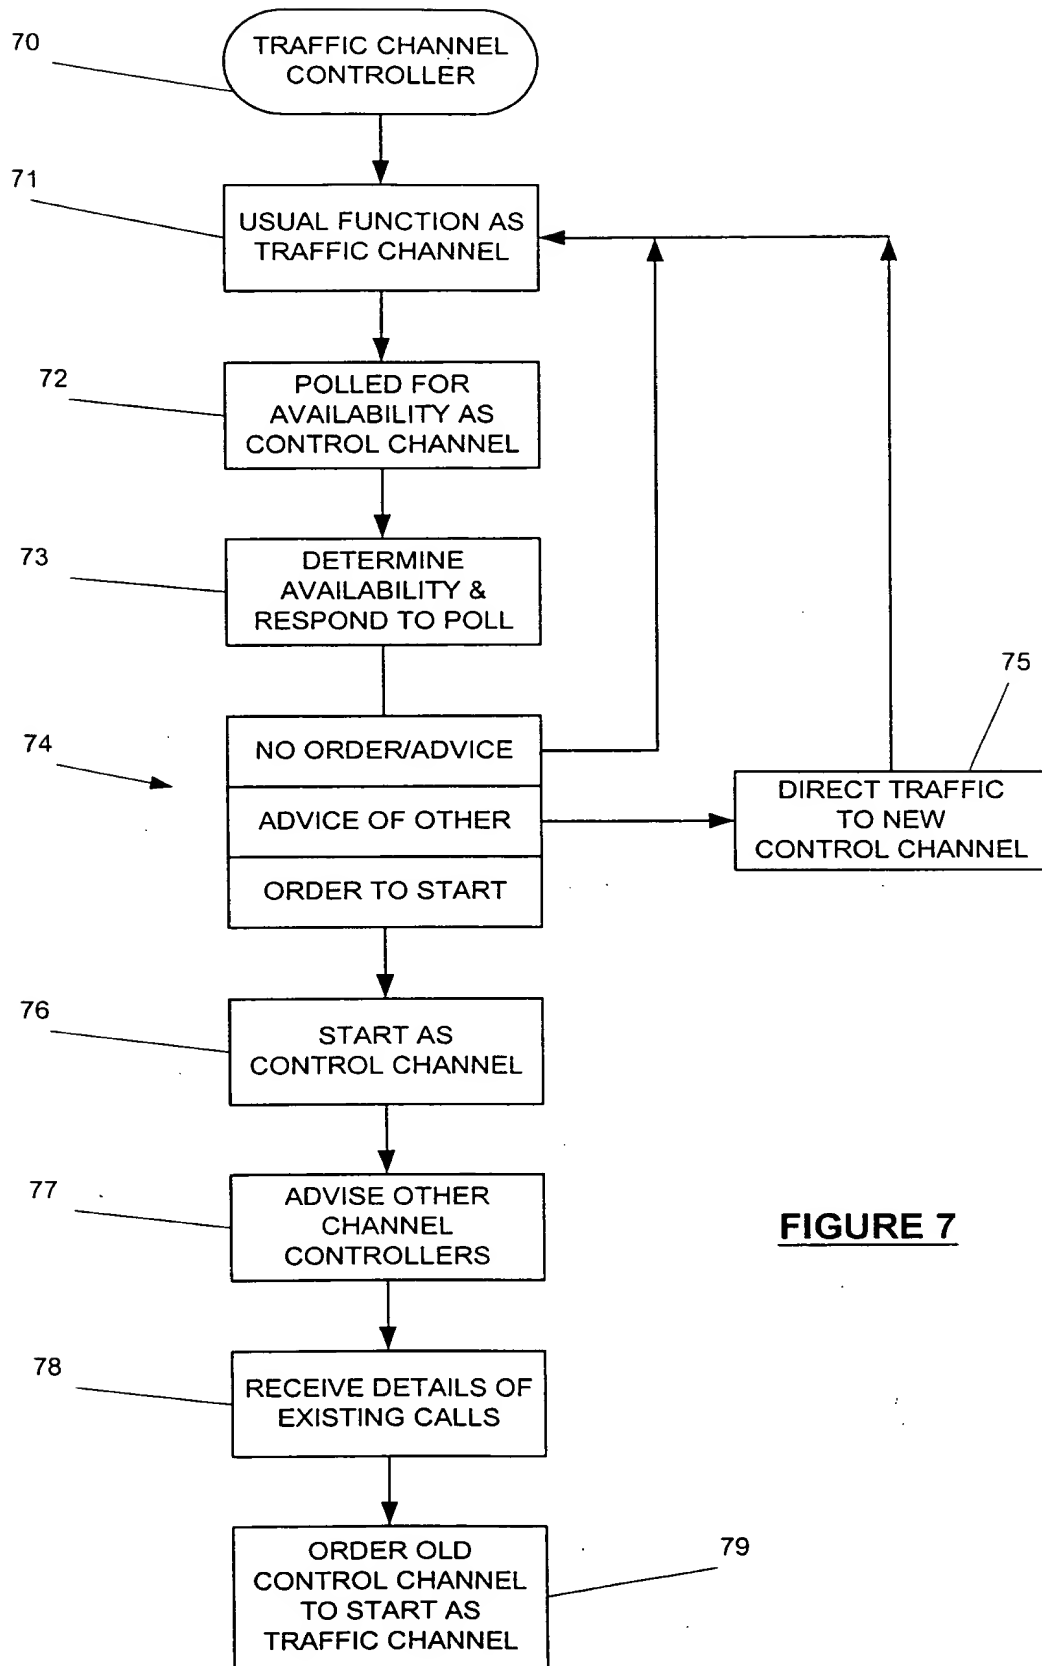 70
TRAFFIC CHANNEL
CONTROLLER
71
USUAL FUNCTION AS
TRAFFIC CHANNEL
72
POLLED FOR
AVAILABILITY AS
CONTROL CHANNEL
73
DETERMINE
AVAILABILITY &
RESPOND TO POLL
74
NO ORDER/ADVICE
ADVICE OF OTHER
ORDER TO START
75
DIRECT TRAFFIC
TO NEW
CONTROL CHANNEL
76
START AS
CONTROL CHANNEL
77
ADVISE OTHER
CHANNEL
CONTROLLERS
FIGURE 7
78
RECEIVE DETAILS OF
EXISTING CALLS
79
ORDER OLD
CONTROL CHANNEL
TO START AS
TRAFFIC CHANNEL